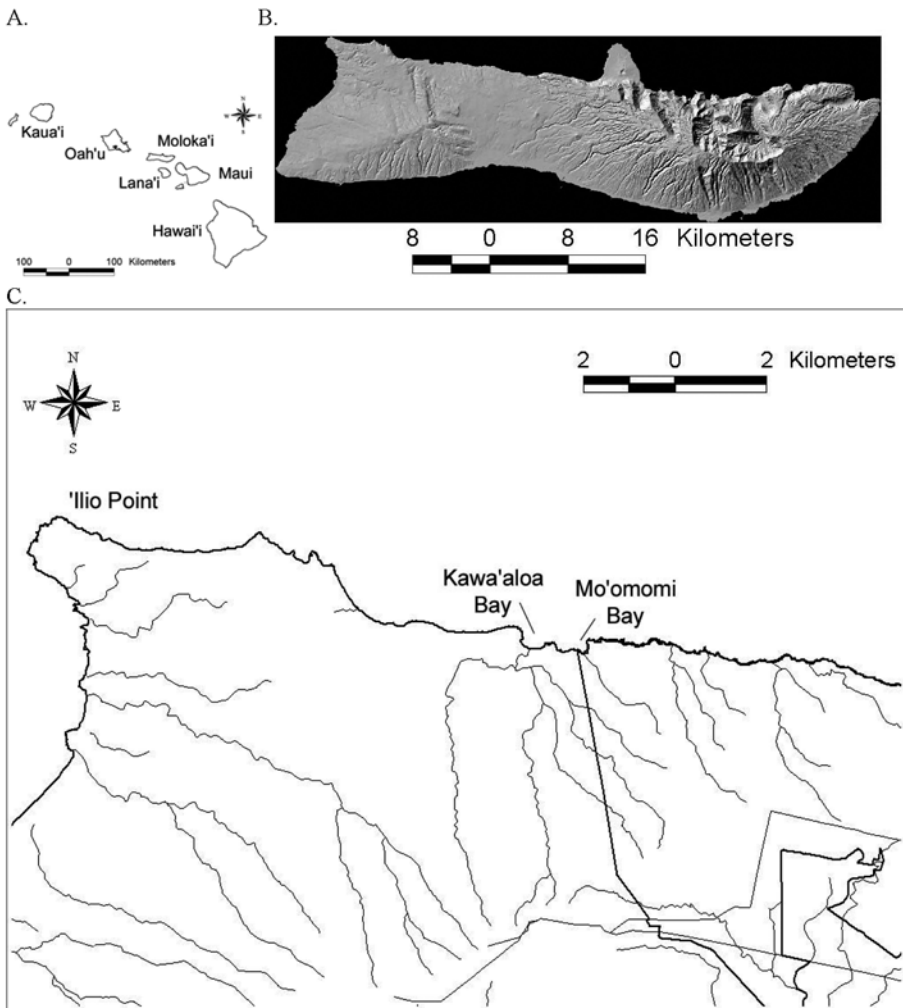 A.
B.
N
W E
S
Kaua'i
Oah'u
Moloka'i
Lana'i
Maui
Hawai'i
100 0 100 Kilometers
8 0 8 16 Kilometers
C.
2 0 2 Kilometers
N
W E
S
'Ilio Point
Kawa'aloa
Bay
Mo'omomi
Bay